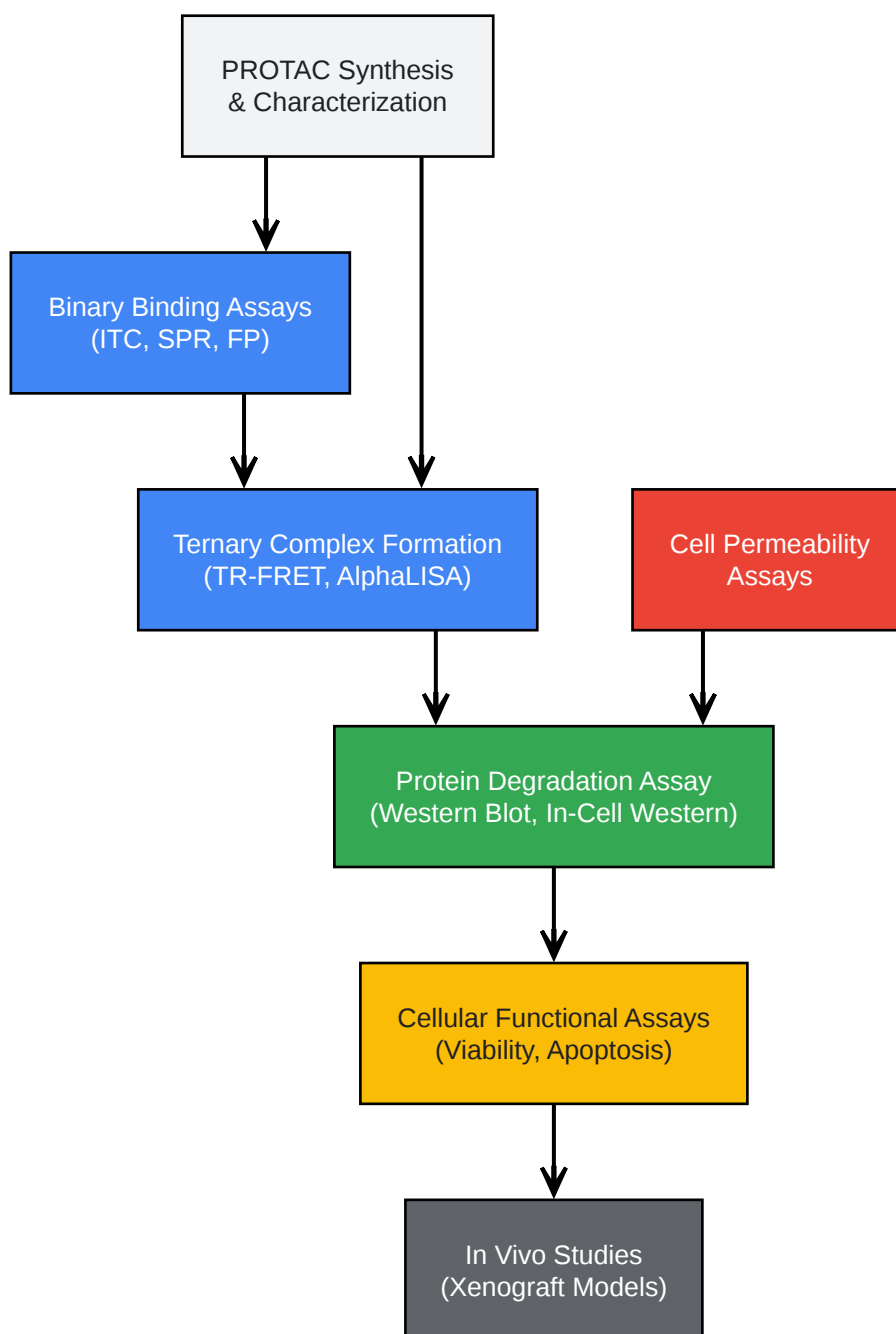 PROTAC Synthesis
& Characterization
Binary Binding Assays
(ITC, SPR, FP)
Ternary Complex Formation
(TR-FRET, AlphaLISA)
Cell Permeability
Assays
Protein Degradation Assay
(Western Blot, In-Cell Western)
Cellular Functional Assays
(Viability, Apoptosis)
In Vivo Studies
(Xenograft Models)